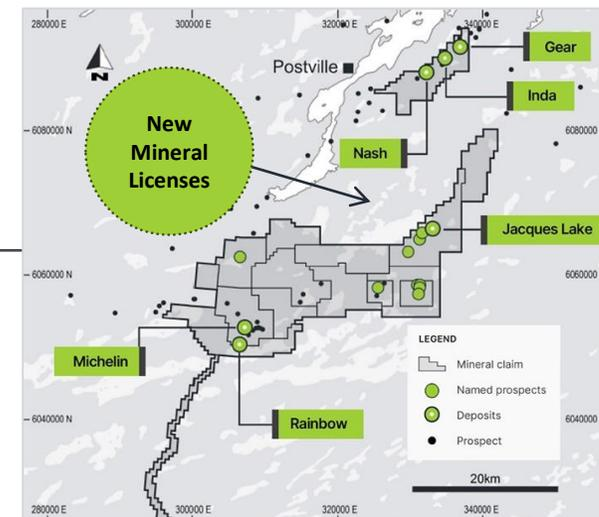 280000 E
300000 E
320000 E
340000 E
Gear
Postville
N
Inda
New
Mineral
Licenses
6080000 N
6080000 N
Nash
Jacques Lake
6060000 N
6060000 N
LEGEND
Mineral claim
Michelin
Named prospects
Deposits
Rainbow
6040000 N
6040000 N
Prospect
20km
280000 E
300000 E
320000 E
340000 E